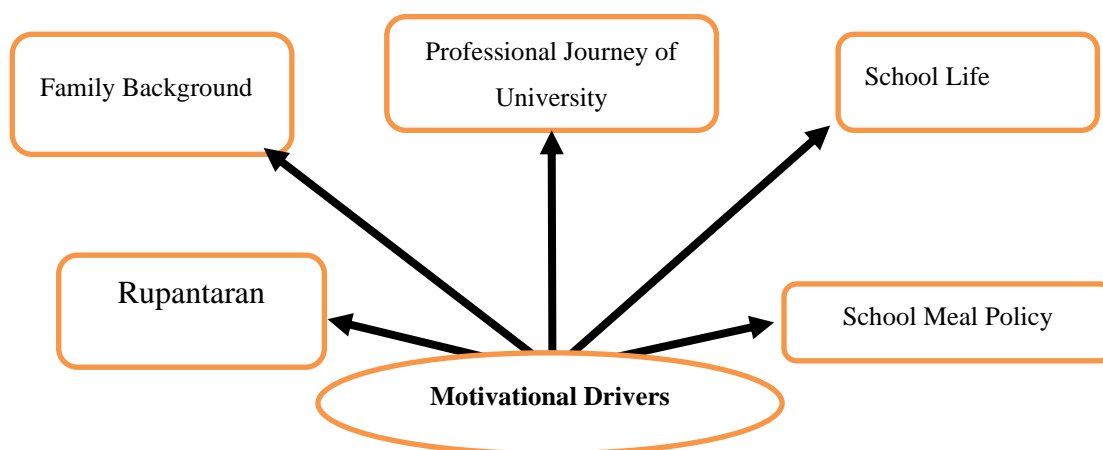 Family Background
Professional Journey of
University
School Life
Rupantaran
School Meal Policy
Motivational Drivers